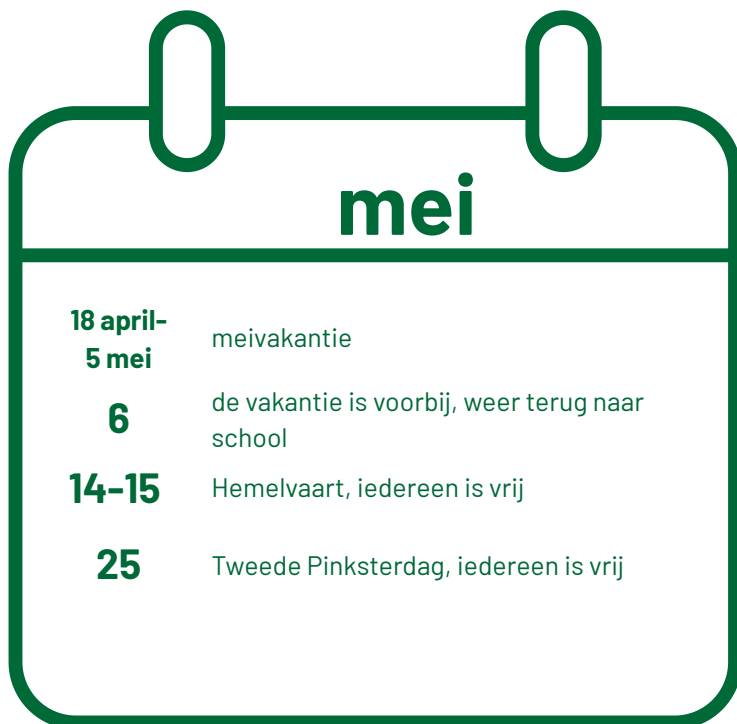 mei
18 april-
5 mei
meivakantie
6
de vakantie is voorbij, weer terug naar
school
14-15
Hemelvaart, iedereen is vrij
25
Tweede Pinksterdag, iedereen is vrij